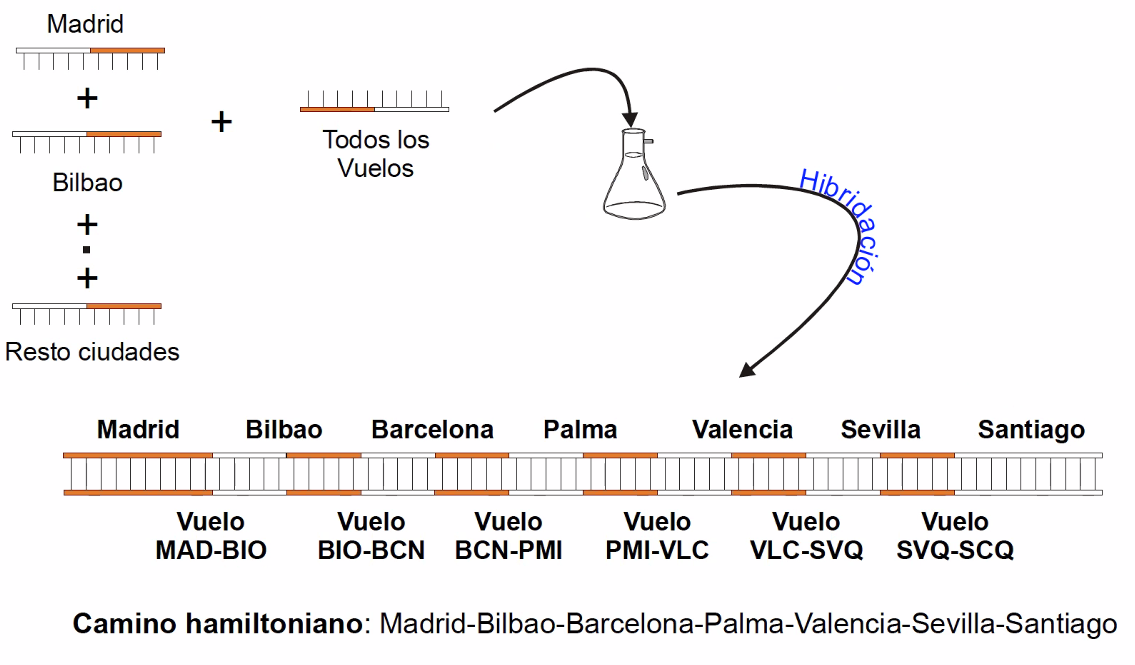 Madrid
+
Bilbao
+
.
+
Resto ciudades
+
Todos los
Vuelos
Hibridación
Madrid Bilbao Barcelona Palma Valencia Sevilla Santiago
Vuelo Vuelo Vuelo Vuelo Vuelo Vuelo
MAD-BIO BIO-BCN BCN-PMI PMI-VLC VLC-SVQ SVQ-SCQ
Camino hamiltoniano: Madrid-Bilbao-Barcelona-Palma-Valencia-Sevilla-Santiago